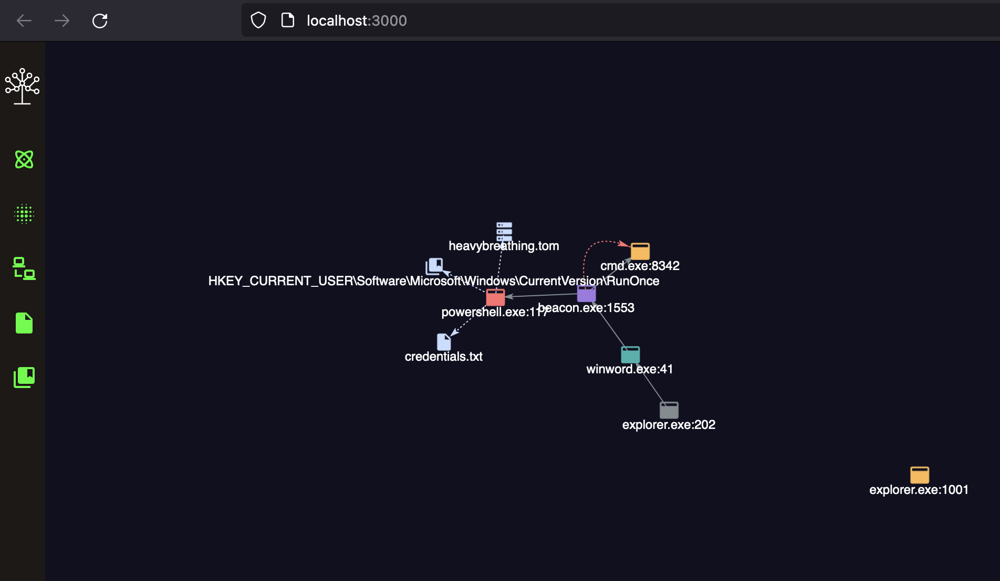 localhost:3000
heavybreathing.tom
cmd.exe:8342
HKEY_CURRENT_USER\Software\Microsoft\Windows\CurrentVersion\RunOnce
powershell.exe:117
beacon.exe:1553
credentials.txt
winword.exe:41
explorer.exe:202
explorer.exe:1001